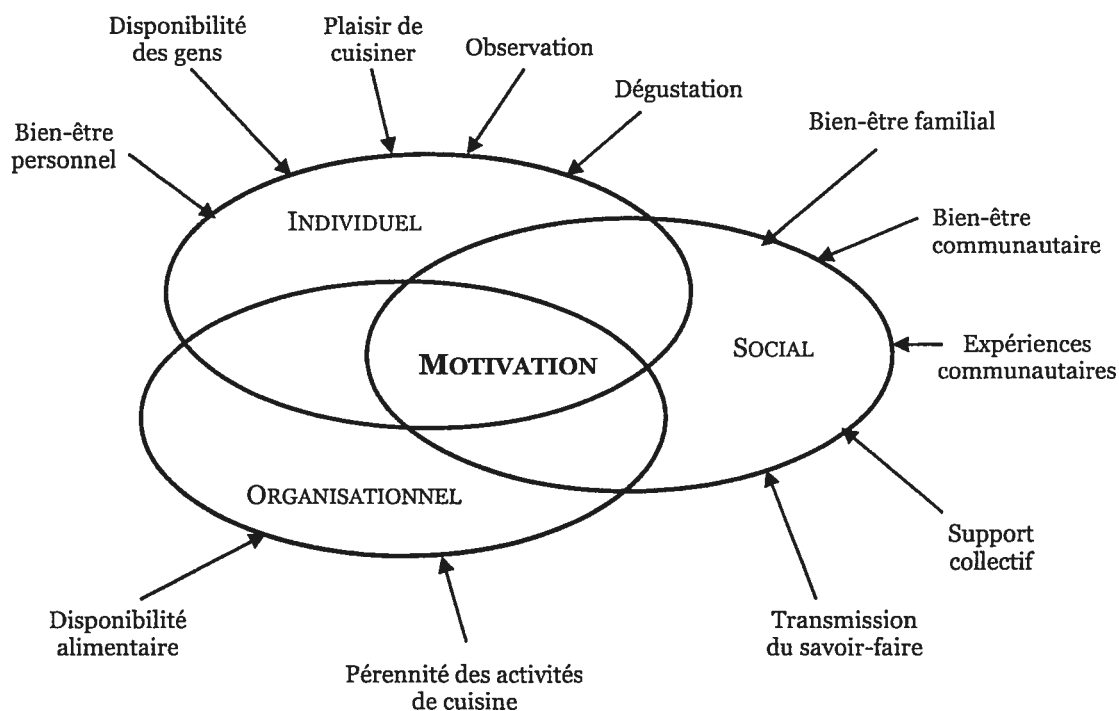 Disponibilité
des gens
Plaisir de
cuisiner
Observation
Dégustation
Bien-être familial
Bien-être
personnel
INDIVIDUEL
Bien-être
communautaire
SOCIAL
MOTIVATION
Expériences
communautaires
ORGANISATIONNEL
Support
collectif
Disponibilité
alimentaire
Transmission
du savoir-faire
Pérennité des activités
de cuisine